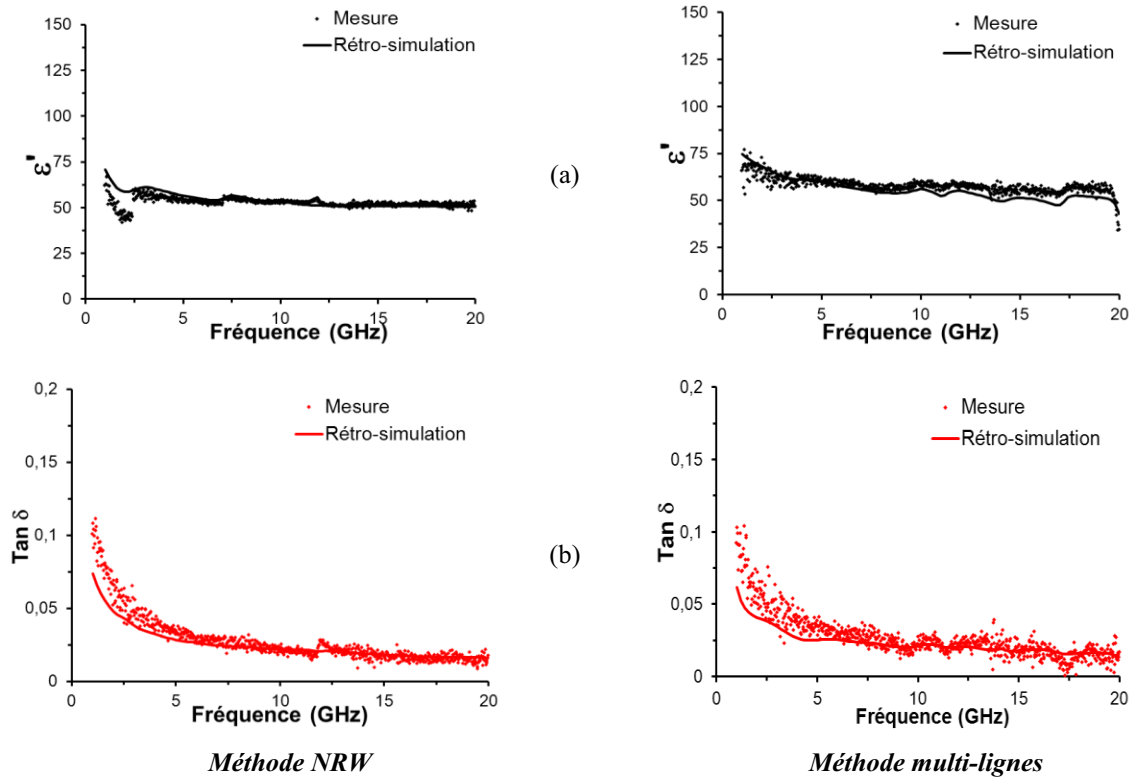 150
125
100
75
50
25
0
ε'
Mesure
Rétro-simulation
0 5 10 15 20
Fréquence (GHz)
(a)
150
125
100
75
50
25
0
ε'
Mesure
Rétro-simulation
0 5 10 15 20
Fréquence (GHz)
0,2
0,15
0,1
0,05
0
Tan δ
Mesure
Rétro-simulation
0 5 10 15 20
Fréquence (GHz)
(b)
0,2
0,15
0,1
0,05
0
Tan δ
Mesure
Rétro-simulation
0 5 10 15 20
Fréquence (GHz)
Méthode NRW
Méthode multi-lignes